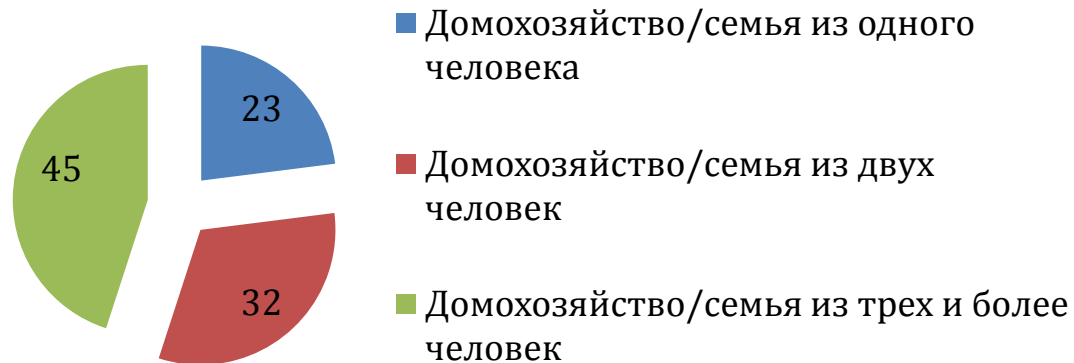 23
45
32
Домохозяйство/семья из одного
человека
Домохозяйство/семья из двух
человек
Домохозяйство/семья из трех и более
человек